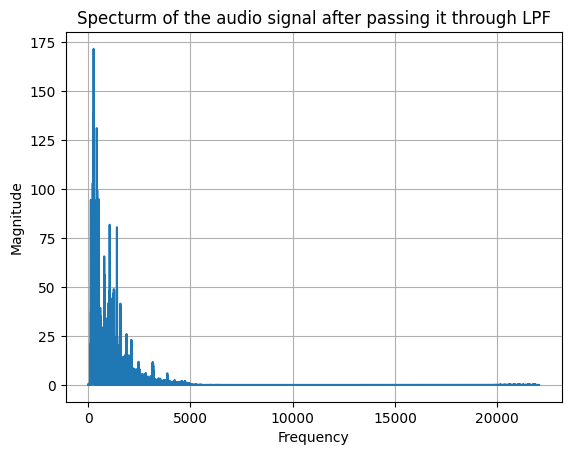 Specturm of the audio signal after passing it through LPF
175
150
125
100
75
50
25
0
Magnitude
0 5000 10000 15000 20000
Frequency